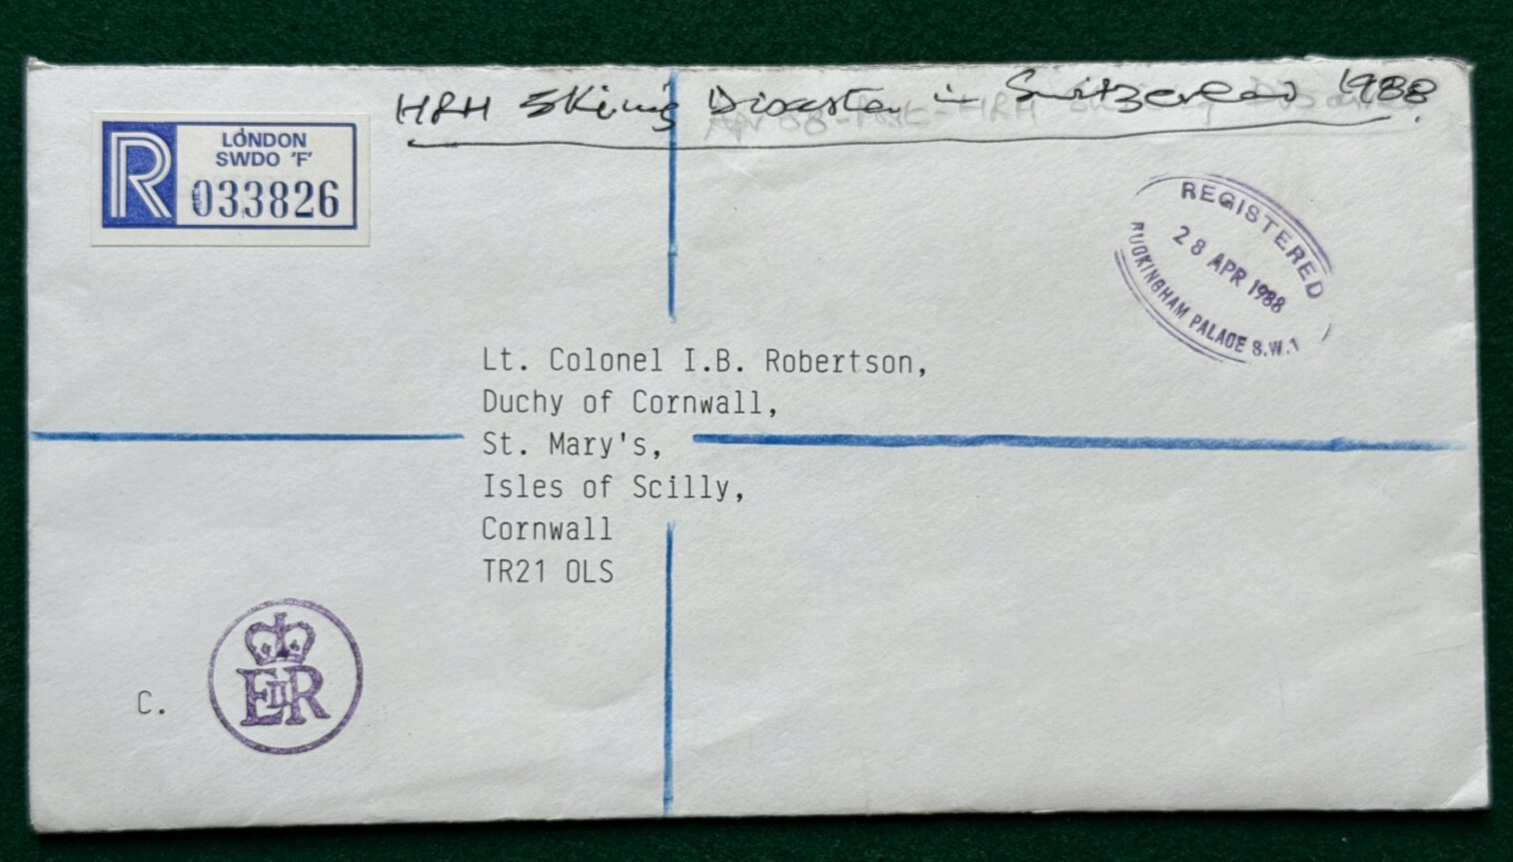 HRH Skiing Disaster in Switzerland 1988.
R
LONDON
SWDO 'F'
033826
REGISTERED
28 APR 1988
BUCKINGHAM PALACE S.W.1
Lt. Colonel I.B. Robertson,
Duchy of Cornwall,
St. Mary's,
Isles of Scilly,
Cornwall
TR21 OLS
C.
EIIR